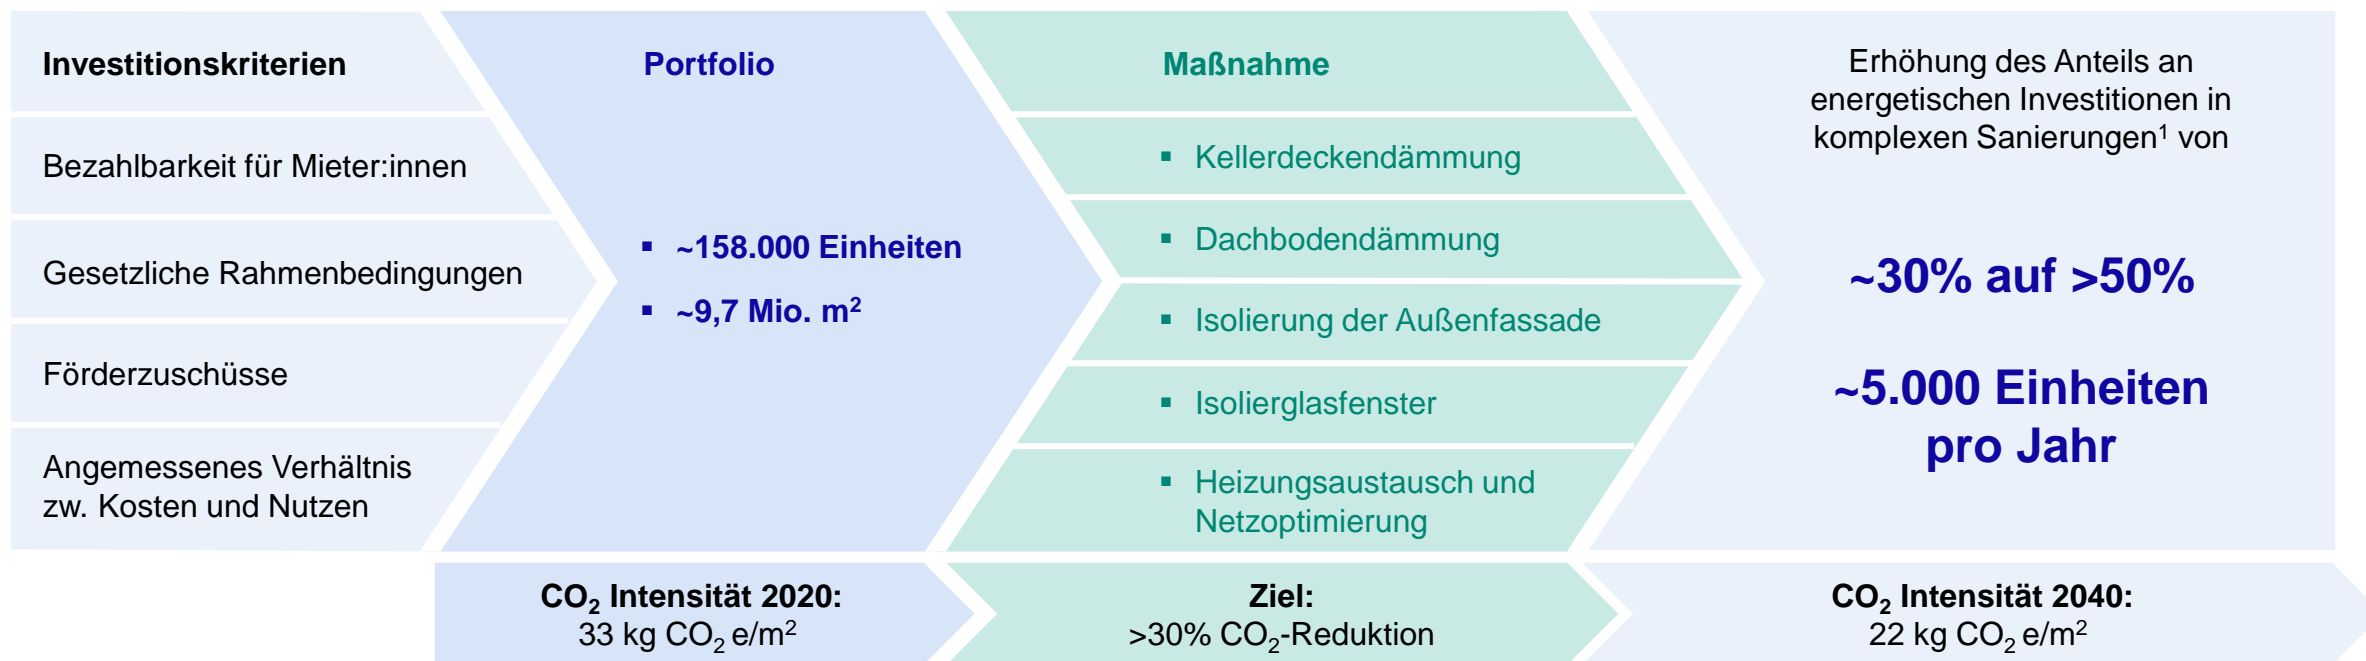 Investitionskriterien
Bezahlbarkeit für Mieter:innen
Gesetzliche Rahmenbedingungen
Förderzuschüsse
Angemessenes Verhältnis
zw. Kosten und Nutzen
Portfolio
▪ ~158.000 Einheiten
▪ ~9,7 Mio. m²
Maßnahme
▪ Kellerdeckendämmung
▪ Dachbodendämmung
▪ Isolierung der Außenfassade
▪ Isolierglasfenster
▪ Heizungsaustausch und
Netzoptimierung
Erhöhung des Anteils an
energetischen Investitionen in
komplexen Sanierungen¹ von
~30% auf >50%
~5.000 Einheiten
pro Jahr
CO₂ Intensität 2020:
33 kg CO₂ e/m²
Ziel:
>30% CO₂-Reduktion
CO₂ Intensität 2040:
22 kg CO₂ e/m²